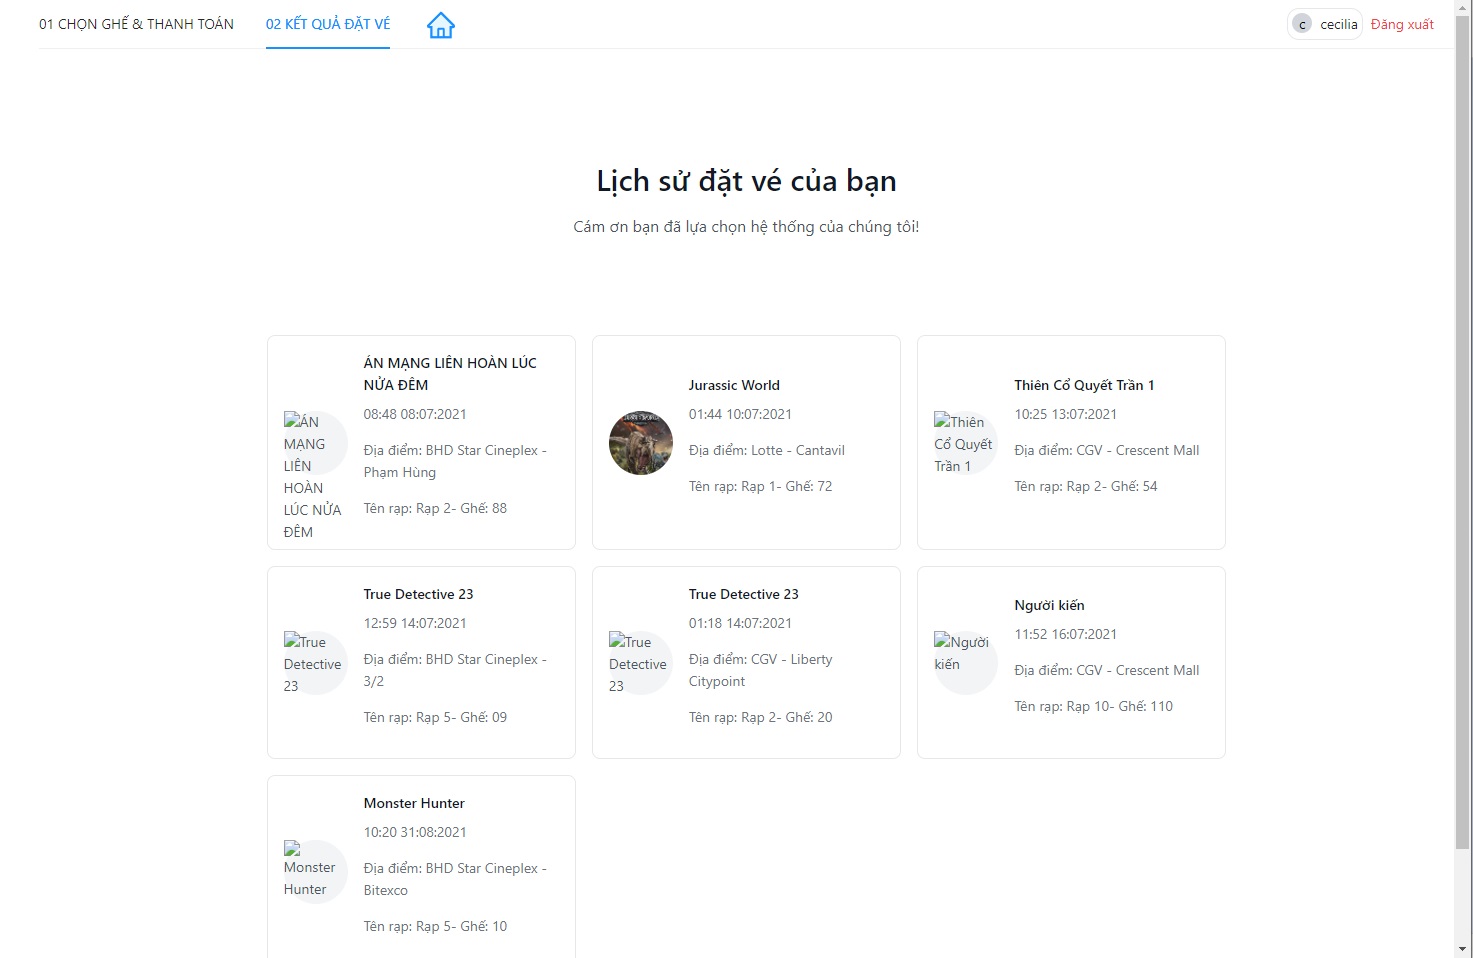 01 CHỌN GHẾ & THANH TOÁN
02 KẾT QUẢ ĐẶT VÉ
c
cecilia
Đăng xuất
Lịch sử đặt vé của bạn
Cám ơn bạn đã lựa chọn hệ thống của chúng tôi!
ÁN
MẠNG
LIÊN
HOÀN
LÚC NỬA
ĐÊM
ÁN MẠNG LIÊN HOÀN LÚC
NỬA ĐÊM
08:48 08:07:2021
Địa điểm: BHD Star Cineplex -
Phạm Hùng
Tên rạp: Rạp 2- Ghế: 88
Jurassic World
01:44 10:07:2021
Địa điểm: Lotte - Cantavil
Tên rạp: Rạp 1- Ghế: 72
Thiên
Cổ Quyết
Trần 1
Thiên Cổ Quyết Trần 1
10:25 13:07:2021
Địa điểm: CGV - Crescent Mall
Tên rạp: Rạp 2- Ghế: 54
True
Detective
23
True Detective 23
12:59 14:07:2021
Địa điểm: BHD Star Cineplex -
3/2
Tên rạp: Rạp 5- Ghế: 09
True
Detective
23
True Detective 23
01:18 14:07:2021
Địa điểm: CGV - Liberty
Citypoint
Tên rạp: Rạp 2- Ghế: 20
Người
kiến
Người kiến
11:52 16:07:2021
Địa điểm: CGV - Crescent Mall
Tên rạp: Rạp 10- Ghế: 110
Monster
Hunter
Monster Hunter
10:20 31:08:2021
Địa điểm: BHD Star Cineplex -
Bitexco
Tên rạp: Rạp 5- Ghế: 10